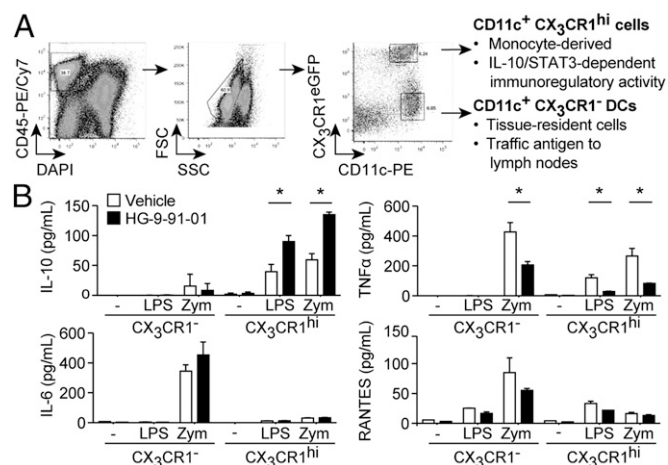 A
CD45-PE/Cy7
DAPI
FSC
SSC
CX3CR1eGFP
CD11c-PE
CD11c+ CX3CR1hi cells
• Monocyte-derived
• IL-10/STAT3-dependent
immunoregulatory activity
CD11c+ CX3CR1- DCs
• Tissue-resident cells
• Traffic antigen to
lymph nodes
B
Vehicle
HG-9-91-01
IL-10 (pg/mL)
150
100
50
0
* *
- LPS Zym - LPS Zym
CX3CR1- CX3CR1hi
TNFα (pg/mL)
600
400
200
0
* * *
- LPS Zym - LPS Zym
CX3CR1- CX3CR1hi
IL-6 (pg/mL)
600
400
200
0
- LPS Zym - LPS Zym
CX3CR1- CX3CR1hi
RANTES (pg/mL)
150
100
50
0
- LPS Zym - LPS Zym
CX3CR1- CX3CR1hi